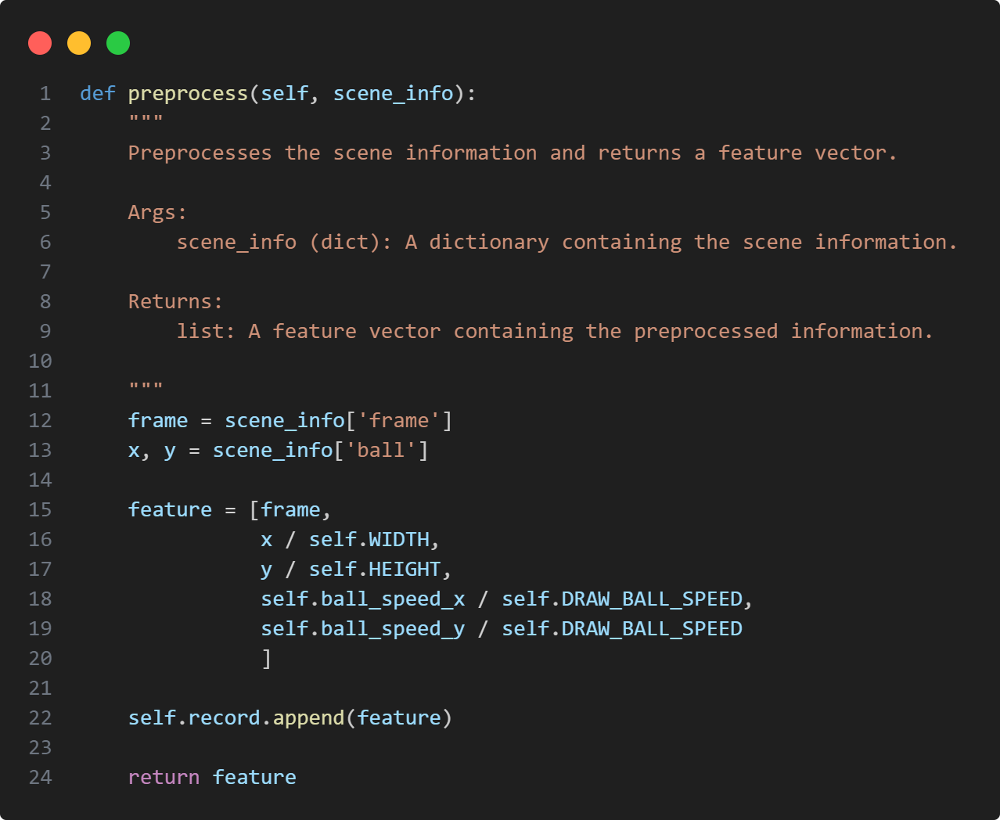 1 def preprocess(self, scene_info):
2     """
3     Preprocesses the scene information and returns a feature vector.
4
5     Args:
6         scene_info (dict): A dictionary containing the scene information.
7
8     Returns:
9         list: A feature vector containing the preprocessed information.
10
11     """
12     frame = scene_info['frame']
13     x, y = scene_info['ball']
14
15     feature = [frame,
16                x / self.WIDTH,
17                y / self.HEIGHT,
18                self.ball_speed_x / self.DRAW_BALL_SPEED,
19                self.ball_speed_y / self.DRAW_BALL_SPEED
20                ]
21
22     self.record.append(feature)
23
24     return feature